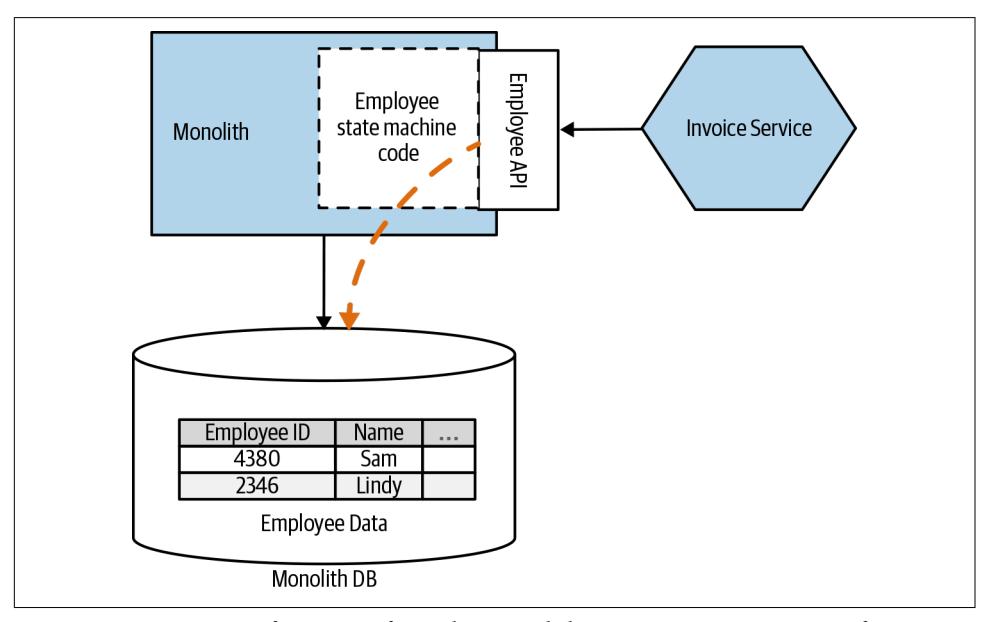 Monolith
Employee
state machine
code
Employee API
Invoice Service
Employee ID Name ...
4380 Sam
2346 Lindy
Employee Data
Monolith DB